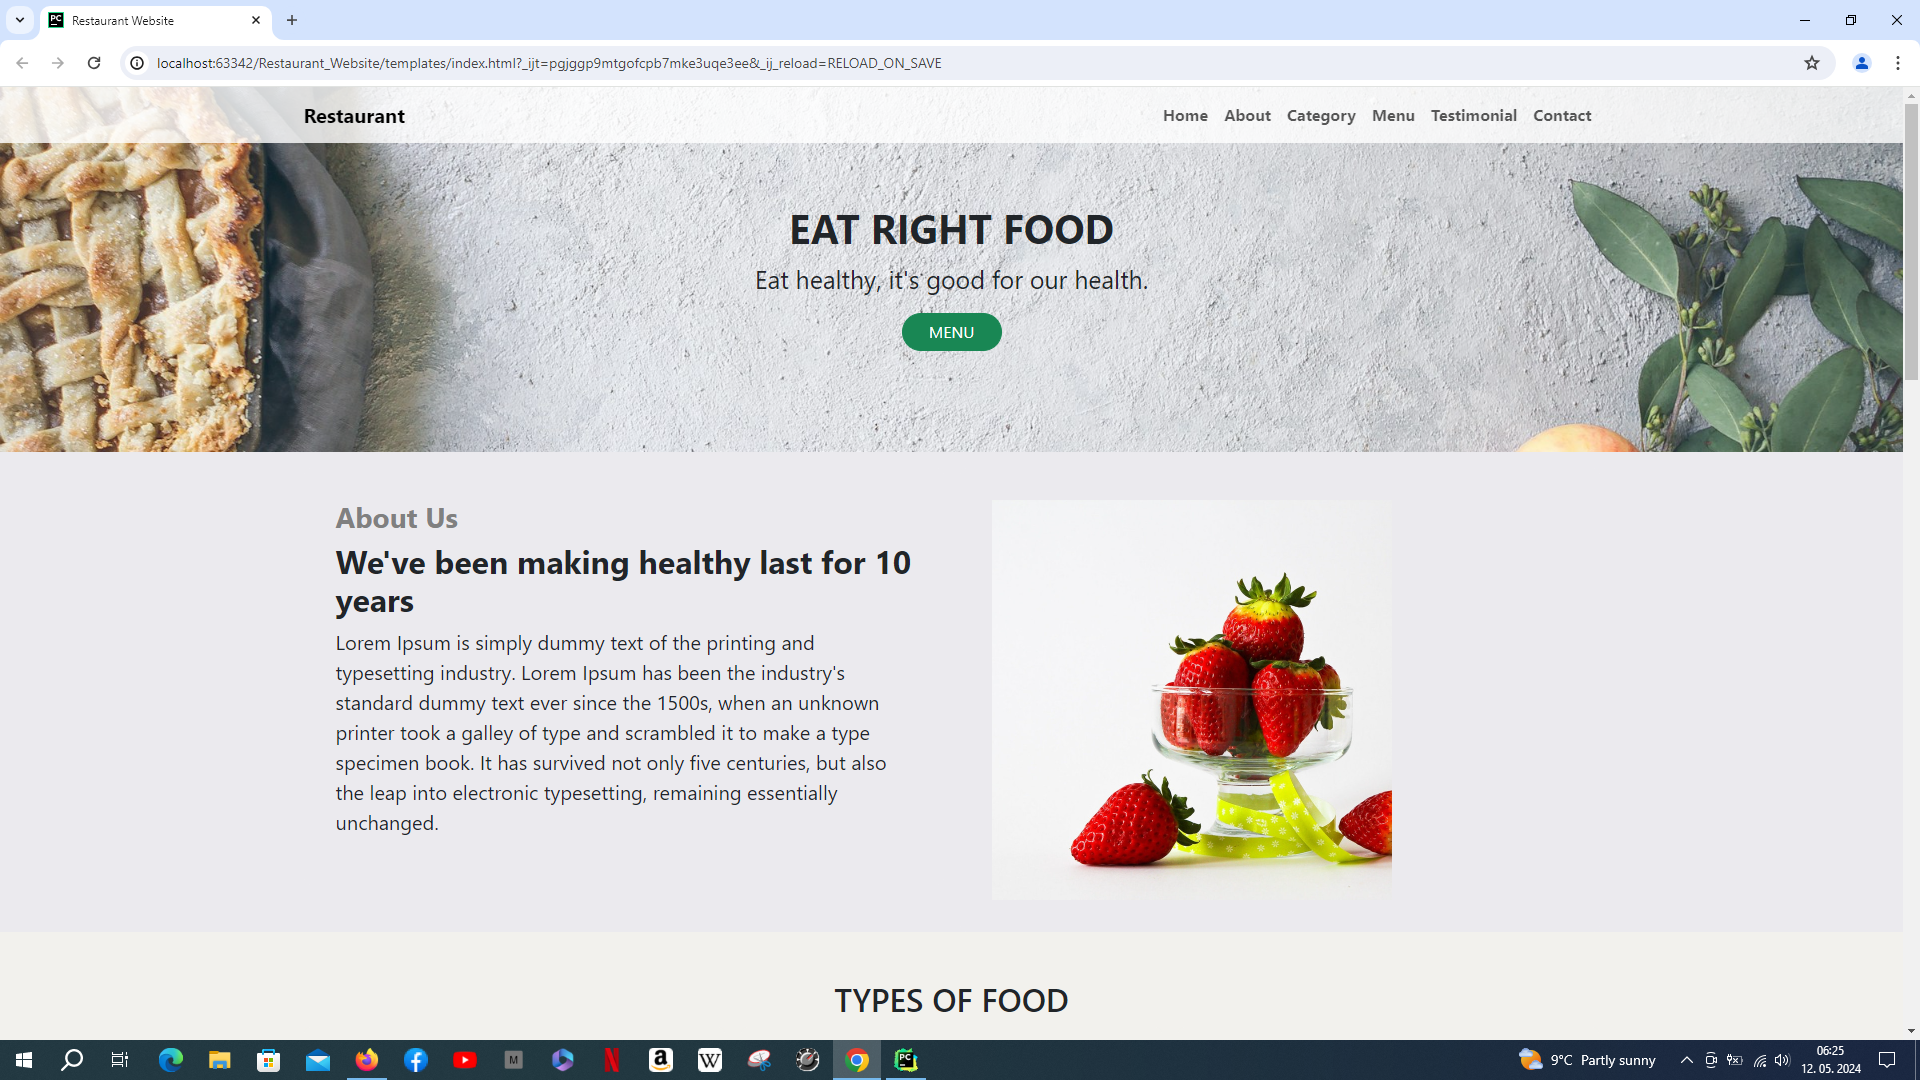 Restaurant Website
localhost:63342/Restaurant_Website/templates/index.html?_ijt=pgjggp9mtgofcpb7mke3uqe3ee&_ij_reload=RELOAD_ON_SAVE
Restaurant
Home About Category Menu Testimonial Contact
EAT RIGHT FOOD
Eat healthy, it's good for our health.
MENU
About Us
We've been making healthy last for 10
years
Lorem Ipsum is simply dummy text of the printing and
typesetting industry. Lorem Ipsum has been the industry's
standard dummy text ever since the 1500s, when an unknown
printer took a galley of type and scrambled it to make a type
specimen book. It has survived not only five centuries, but also
the leap into electronic typesetting, remaining essentially
unchanged.
TYPES OF FOOD
9°C Partly sunny
06:25
12. 05. 2024